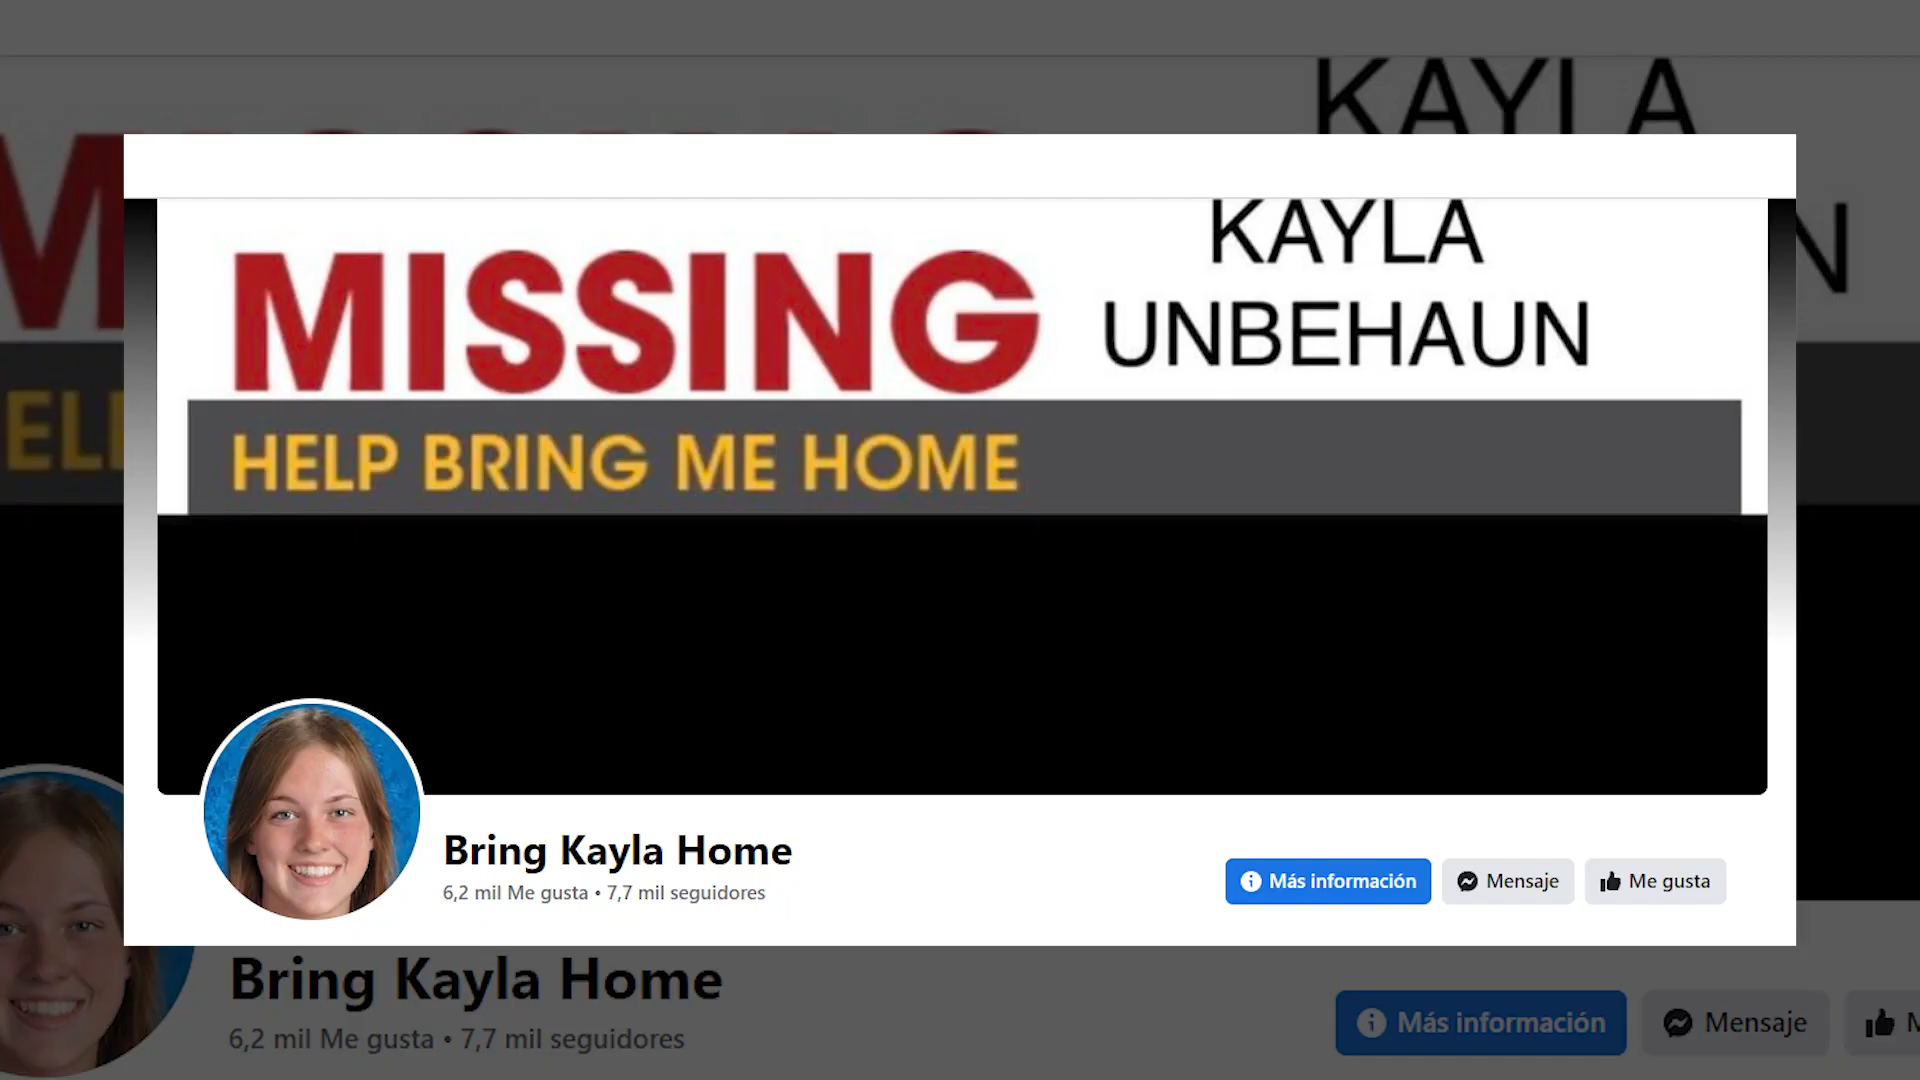 KAYLA
MISSING
KAYLA
UNBEHAUN
N
HELP BRING ME HOME
Bring Kayla Home
6,2 mil Me gusta • 7,7 mil seguidores
Más información
Mensaje
Me gusta
Bring Kayla Home
6,2 mil Me gusta • 7,7 mil seguidores
Más información
Mensaje